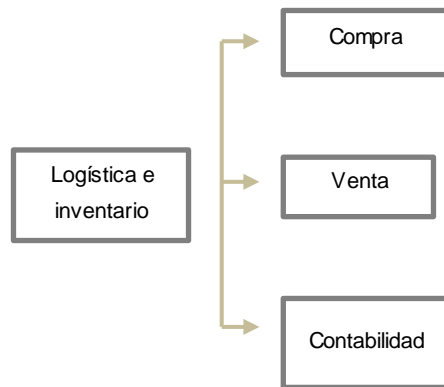 Compra
Logística e
inventario
Venta
Contabilidad